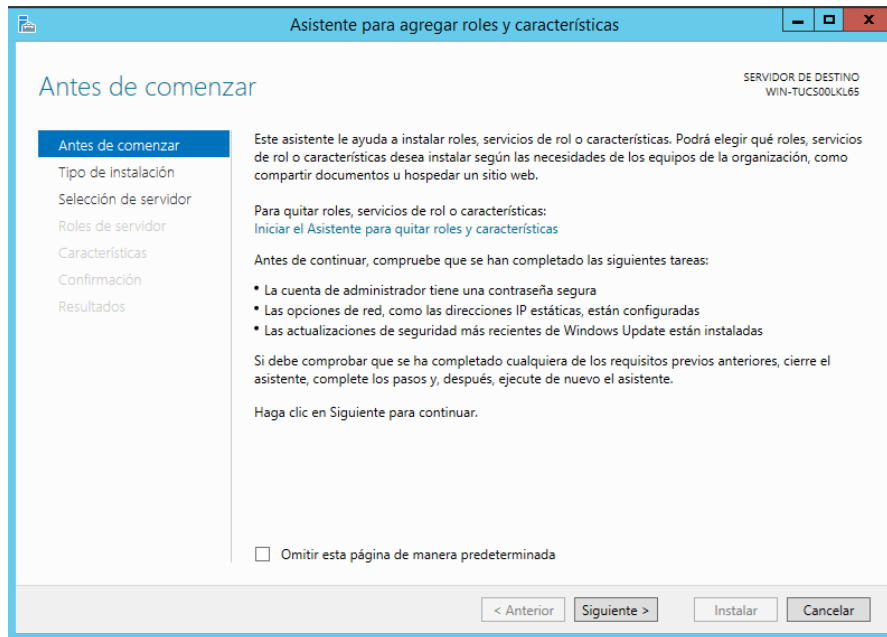 Asistente para agregar roles y características
Antes de comenzar
SERVIDOR DE DESTINO
WIN-TUCS00LKL65
Antes de comenzar
Tipo de instalación
Selección de servidor
Roles de servidor
Características
Confirmación
Resultados
Este asistente le ayuda a instalar roles, servicios de rol o características. Podrá elegir qué roles, servicios
de rol o características desea instalar según las necesidades de los equipos de la organización, como
compartir documentos u hospedar un sitio web.
Para quitar roles, servicios de rol o características:
Iniciar el Asistente para quitar roles y características
Antes de continuar, compruebe que se han completado las siguientes tareas:
• La cuenta de administrador tiene una contraseña segura
• Las opciones de red, como las direcciones IP estáticas, están configuradas
• Las actualizaciones de seguridad más recientes de Windows Update están instaladas
Si debe comprobar que se ha completado cualquiera de los requisitos previos anteriores, cierre el
asistente, complete los pasos y, después, ejecute de nuevo el asistente.
Haga clic en Siguiente para continuar.
Omitir esta página de manera predeterminada
< Anterior
Siguiente >
Instalar
Cancelar